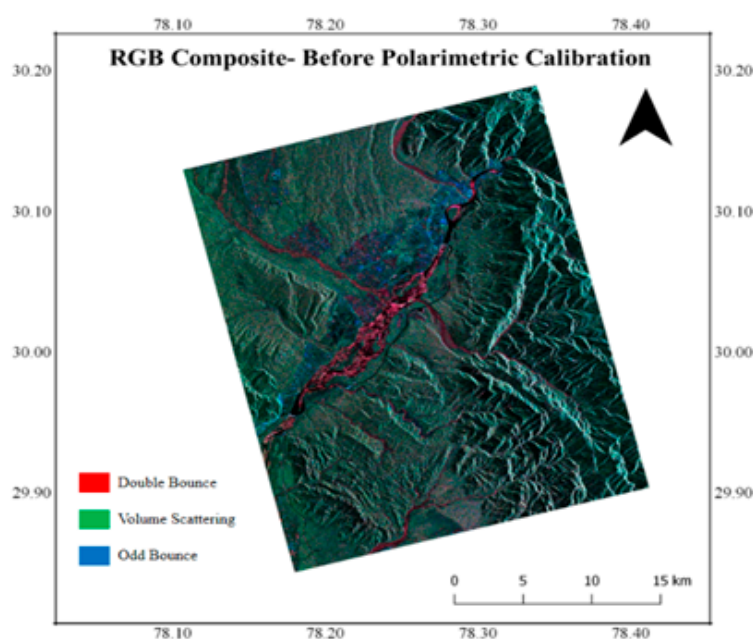 78.10 78.20 78.30 78.40
RGB Composite- Before Polarimetric Calibration
30.20 30.20
30.10 30.10
30.00 30.00
29.90 29.90
Double Bounce
Volume Scattering
Odd Bounce
0 5 10 15 km
78.10 78.20 78.30 78.40